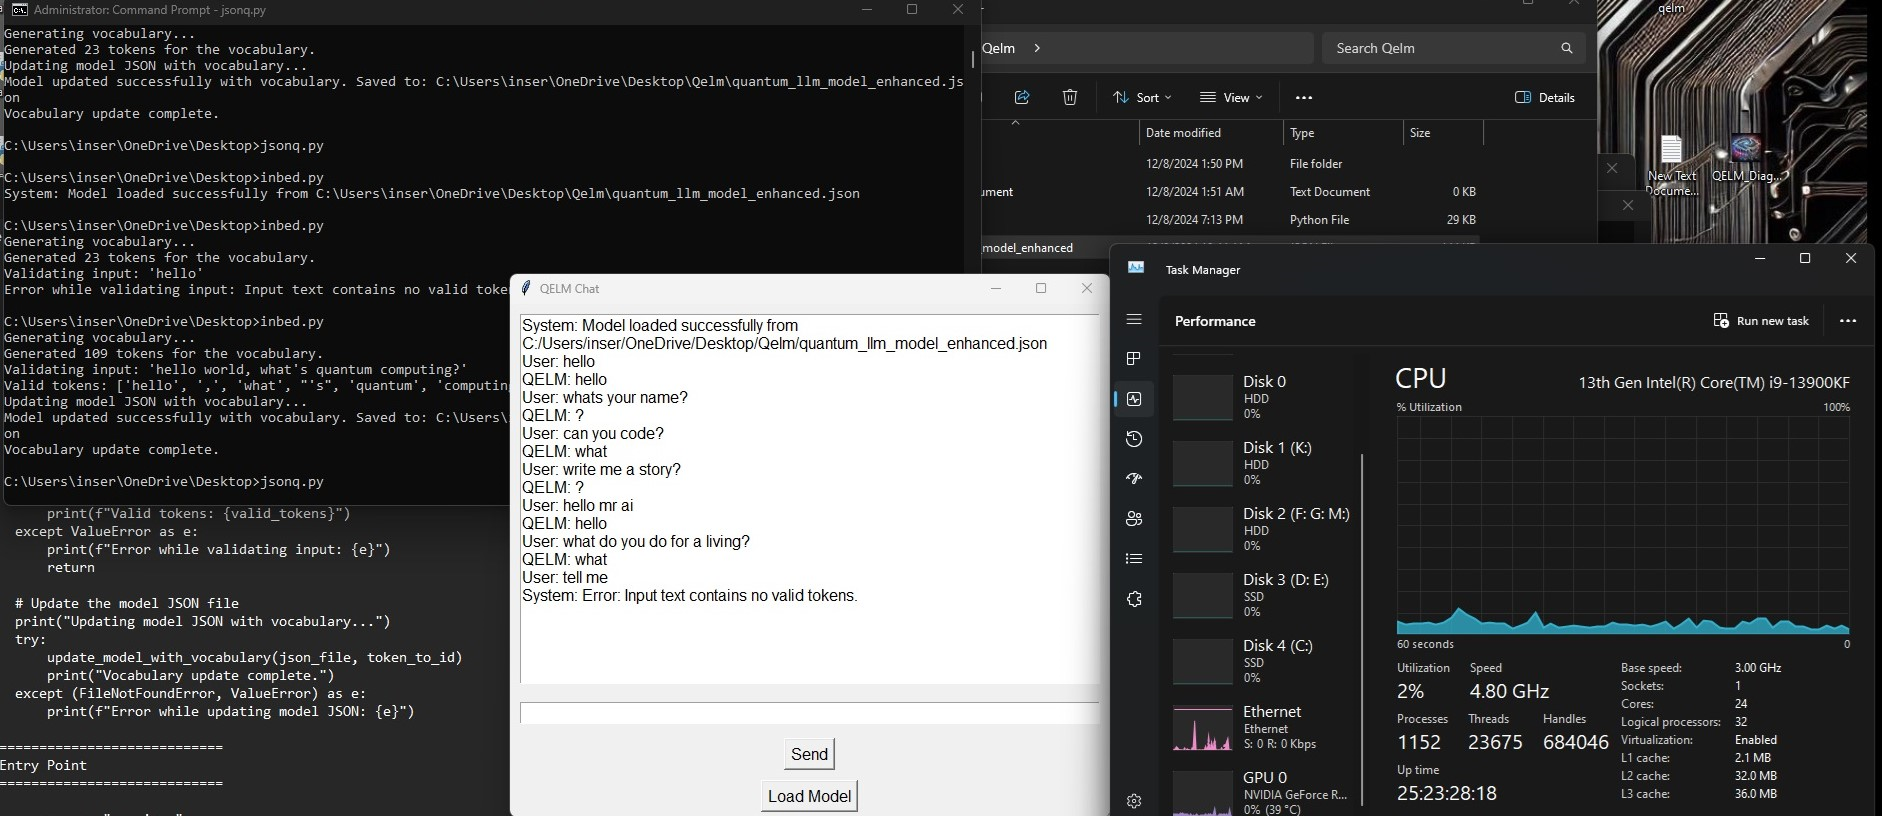 Administrator: Command Prompt - jsonq.py
Generating vocabulary...
Generated 23 tokens for the vocabulary.
Updating model JSON with vocabulary...
Model updated successfully with vocabulary. Saved to: C:\Users\inser\OneDrive\Desktop\Qelm\quantum_llm_model_enhanced.js
on
Vocabulary update complete.
C:\Users\inser\OneDrive\Desktop>jsonq.py
C:\Users\inser\OneDrive\Desktop>inbed.py
System: Model loaded successfully from C:\Users\inser\OneDrive\Desktop\Qelm\quantum_llm_model_enhanced.json
C:\Users\inser\OneDrive\Desktop>inbed.py
Generating vocabulary...
Generated 23 tokens for the vocabulary.
Validating input: 'hello'
Error while validating input: Input text contains no valid toke
C:\Users\inser\OneDrive\Desktop>inbed.py
Generating vocabulary...
Generated 109 tokens for the vocabulary.
Validating input: 'hello world, what's quantum computing?'
Valid tokens: ['hello', ',', 'what', "'s", 'quantum', 'computing
Updating model JSON with vocabulary...
Model updated successfully with vocabulary. Saved to: C:\Users\
on
Vocabulary update complete.
C:\Users\inser\OneDrive\Desktop>jsonq.py
print(f"Valid tokens: {valid_tokens}")
except ValueError as e:
print(f"Error while validating input: {e}")
return
# Update the model JSON file
print("Updating model JSON with vocabulary...")
try:
update_model_with_vocabulary(json_file, token_to_id)
print("Vocabulary update complete.")
except (FileNotFoundError, ValueError) as e:
print(f"Error while updating model JSON: {e}")
============================
Entry Point
============================
QELM Chat
System: Model loaded successfully from
C:/Users/inser/OneDrive/Desktop/Qelm/quantum_llm_model_enhanced.json
User: hello
QELM: hello
User: whats your name?
QELM: ?
User: can you code?
QELM: what
User: write me a story?
QELM: ?
User: hello mr ai
QELM: hello
User: what do you do for a living?
QELM: what
User: tell me
System: Error: Input text contains no valid tokens.
Send
Load Model
Qelm >
Search Qelm
Sort
View
Details
Date modified Type Size
12/8/2024 1:50 PM File folder
ument 12/8/2024 1:51 AM Text Document 0 KB
12/8/2024 7:13 PM Python File 29 KB
model_enhanced
qelm
New Text
Docume...
QELM_Diag...
Task Manager
Performance
Run new task
Disk 0
HDD
0%
Disk 1 (K:)
HDD
0%
Disk 2 (F: G: M:)
HDD
0%
Disk 3 (D: E:)
SSD
0%
Disk 4 (C:)
SSD
0%
Ethernet
Ethernet
S: 0 R: 0 Kbps
GPU 0
NVIDIA GeForce R...
0% (39 °C)
CPU
13th Gen Intel(R) Core(TM) i9-13900KF
% Utilization 100%
60 seconds 0
Utilization Speed
2% 4.80 GHz
Processes Threads Handles
1152 23675 684046
Up time
25:23:28:18
Base speed: 3.00 GHz
Sockets: 1
Cores: 24
Logical processors: 32
Virtualization: Enabled
L1 cache: 2.1 MB
L2 cache: 32.0 MB
L3 cache: 36.0 MB